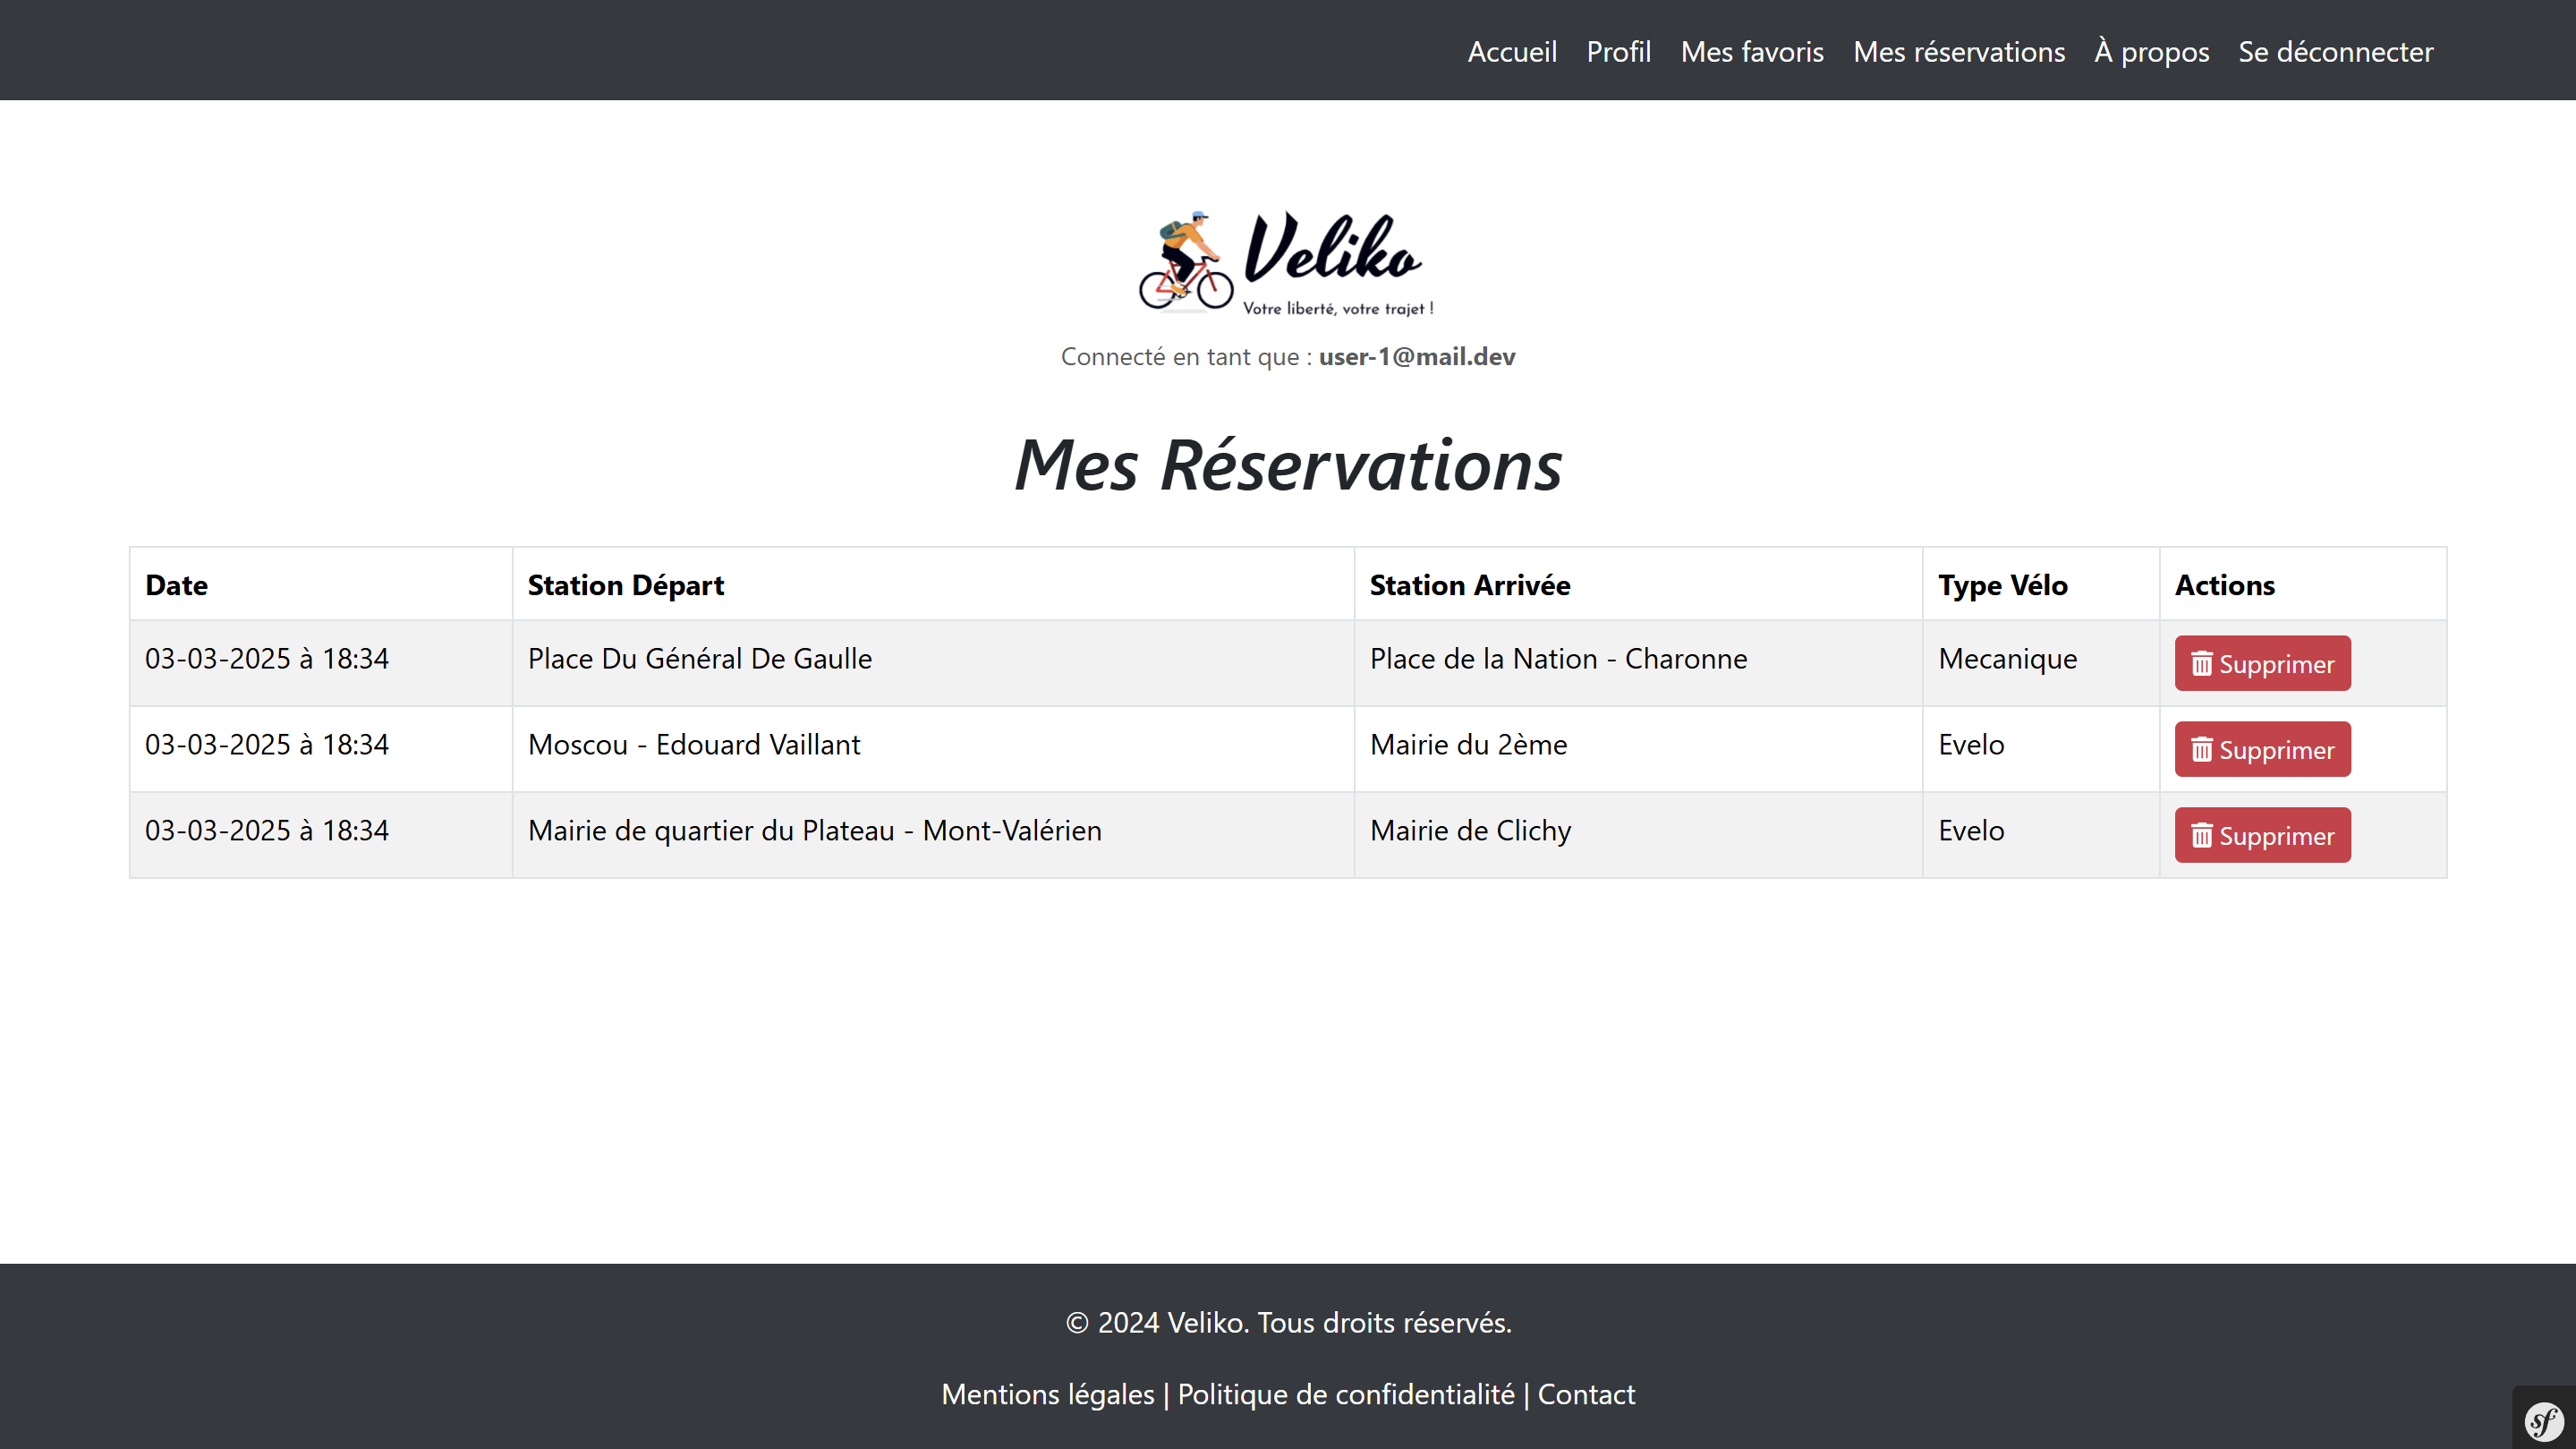 Accueil Profil Mes favoris Mes réservations À propos Se déconnecter
Veliko
Votre liberté, votre trajet !
Connecté en tant que : user-1@mail.dev
Mes Réservations
Date Station Départ Station Arrivée Type Vélo Actions
03-03-2025 à 18:34 Place Du Général De Gaulle Place de la Nation - Charonne Mecanique Supprimer
03-03-2025 à 18:34 Moscou - Edouard Vaillant Mairie du 2ème Evelo Supprimer
03-03-2025 à 18:34 Mairie de quartier du Plateau - Mont-Valérien Mairie de Clichy Evelo Supprimer
© 2024 Veliko. Tous droits réservés.
Mentions légales | Politique de confidentialité | Contact
sf